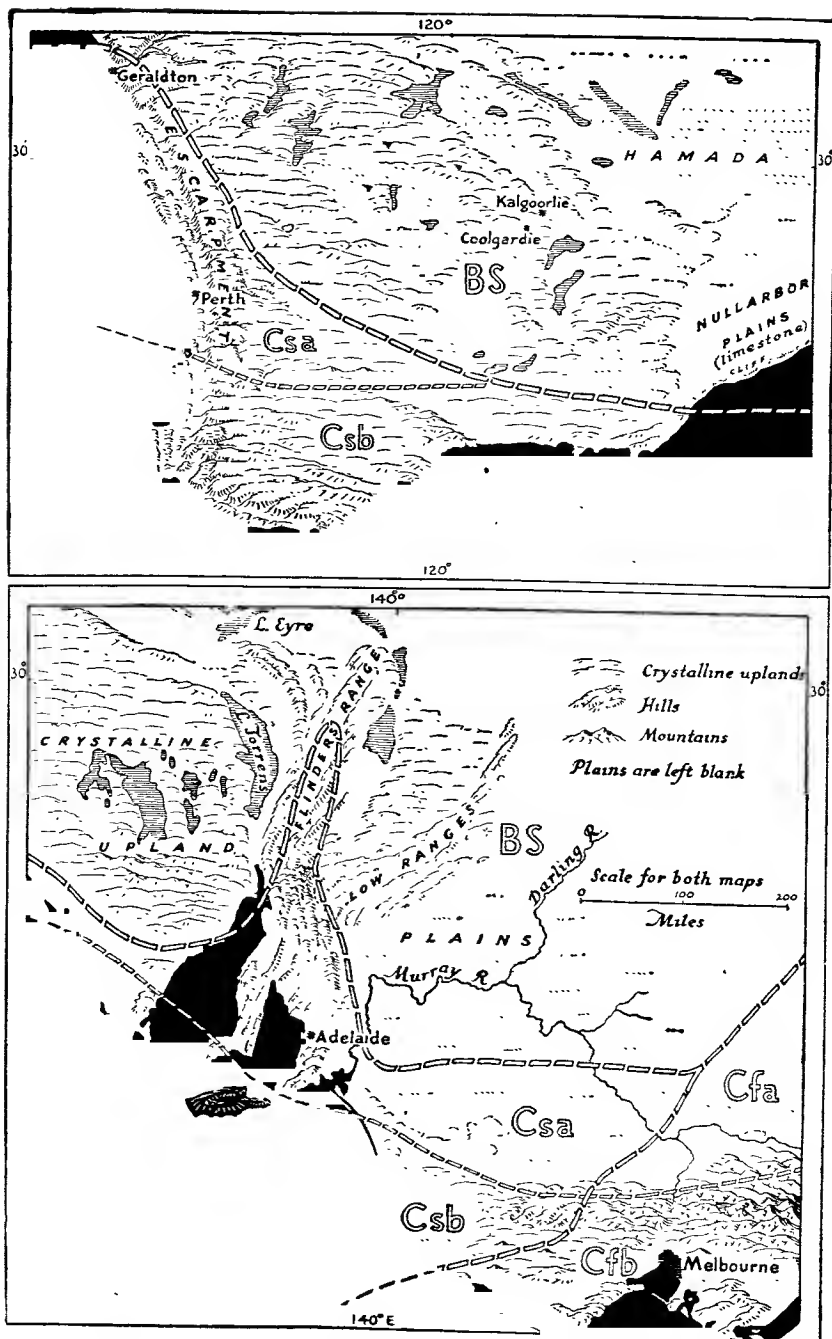 120°
Geraldton
30
30°
ESCARPMENT
HAMADA
Kalgoorlie
Coolgardie
BS
Perth
NULLARBOR
PLAINS
(limestone)
CLIFF
Csa
Csb
120°
140°
L. Eyre
30°
30°
Crystalline upland
Hills
Mountains
Plains are left blank
FLINDERS RANGE
L. Torrens
CRYSTALLINE
UPLAND
LOW RANGES
BS
Darling R
Scale for both maps
0 100 200
Miles
PLAINS
Murray R
Adelaide
Cfa
Csa
Csb
Cfb
Melbourne
140°E